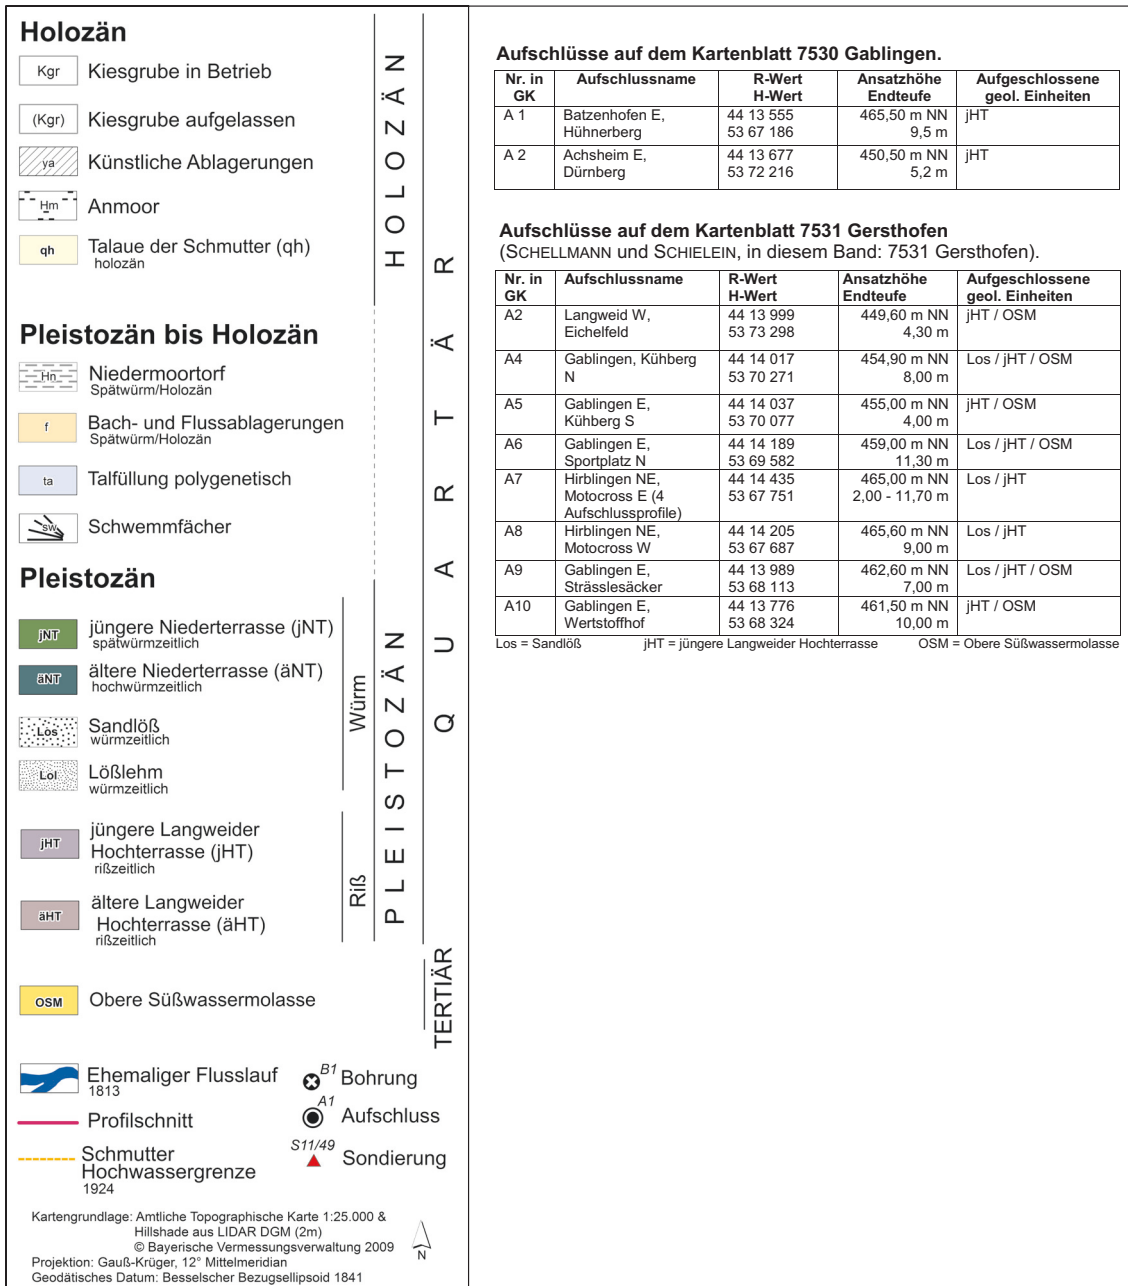 Holozän
Kgr Kiesgrube in Betrieb
(Kgr) Kiesgrube aufgelassen
ya Künstliche Ablagerungen
Hm Anmoor
qh Talaue der Schmutter (qh)
holozän
Pleistozän bis Holozän
Hn Niedermoortorf
Spätwürm/Holozän
f Bach- und Flussablagerungen
Spätwürm/Holozän
ta Talfüllung polygenetisch
sw Schwemmfächer
Pleistozän
jNT jüngere Niederterrasse (jNT)
spätwürmzeitlich
äNT ältere Niederterrasse (äNT)
hochwürmzeitlich
Los Sandlöß
würmzeitlich
Lol Lößlehm
würmzeitlich
jHT jüngere Langweider
Hochterrasse (jHT)
rißzeitlich
äHT ältere Langweider
Hochterrasse (äHT)
rißzeitlich
OSM Obere Süßwassermolasse
Würm
Riß
HOLOZÄN
PLEISTOZÄN
QUARTÄR
TERTIÄR
Ehemaliger Flusslauf
1813
Profilschnitt
Schmutter
Hochwassergrenze
1924
B1 Bohrung
A1 Aufschluss
S11/49 Sondierung
Kartengrundlage: Amtliche Topographische Karte 1:25.000 &
Hillshade aus LIDAR DGM (2m)
© Bayerische Vermessungsverwaltung 2009
N
Projektion: Gauß-Krüger, 12° Mittelmeridian
Geodätisches Datum: Besselscher Bezugsellipsoid 1841
Aufschlüsse auf dem Kartenblatt 7530 Gablingen.
Nr. in Aufschlussname R-Wert Ansatzhöhe Aufgeschlossene
GK H-Wert Endteufe geol. Einheiten
A 1 Batzenhofen E, 44 13 555 465,50 m NN jHT
Hühnerberg 53 67 186 9,5 m
A 2 Achsheim E, 44 13 677 450,50 m NN jHT
Dürnberg 53 72 216 5,2 m
Aufschlüsse auf dem Kartenblatt 7531 Gersthofen
(SCHELLMANN und SCHIELEIN, in diesem Band: 7531 Gersthofen).
Nr. in Aufschlussname R-Wert Ansatzhöhe Aufgeschlossene
GK H-Wert Endteufe geol. Einheiten
A2 Langweid W, 44 13 999 449,60 m NN jHT / OSM
Eichelfeld 53 73 298 4,30 m
A4 Gablingen, Kühberg 44 14 017 454,90 m NN Los / jHT / OSM
N 53 70 271 8,00 m
A5 Gablingen E, 44 14 037 455,00 m NN jHT / OSM
Kühberg S 53 70 077 4,00 m
A6 Gablingen E, 44 14 189 459,00 m NN Los / jHT / OSM
Sportplatz N 53 69 582 11,30 m
A7 Hirblingen NE, 44 14 435 465,00 m NN Los / jHT
Motocross E (4 53 67 751 2,00 - 11,70 m
Aufschlussprofile)
A8 Hirblingen NE, 44 14 205 465,60 m NN Los / jHT
Motocross W 53 67 687 9,00 m
A9 Gablingen E, 44 13 989 462,60 m NN Los / jHT / OSM
Strässlesäcker 53 68 113 7,00 m
A10 Gablingen E, 44 13 776 461,50 m NN jHT / OSM
Wertstoffhof 53 68 324 10,00 m
Los = Sandlöß jHT = jüngere Langweider Hochterrasse OSM = Obere Süßwassermolasse